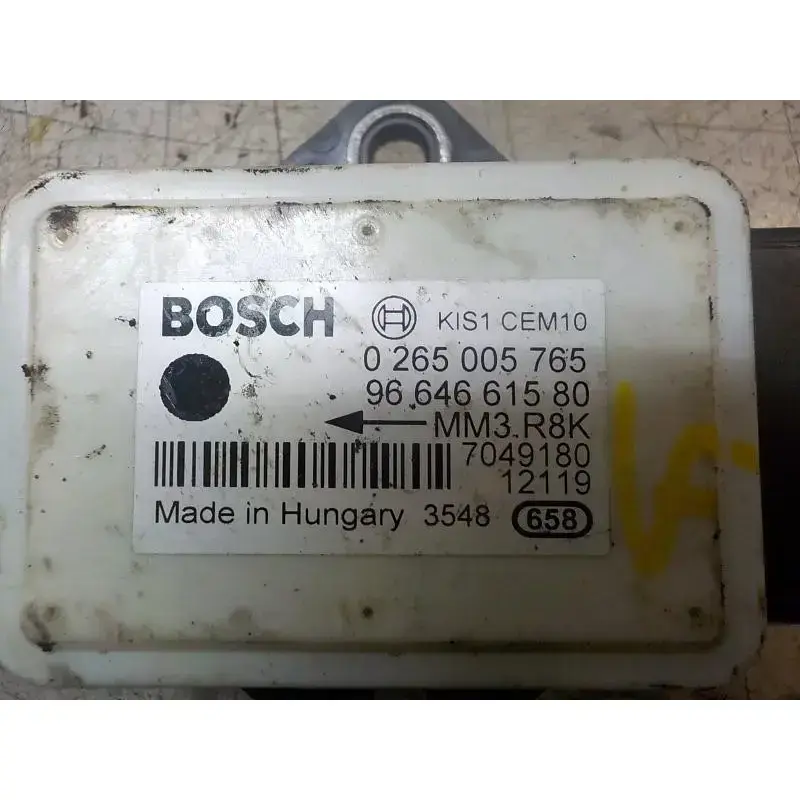 BOSCH KIS1 CEM10
0 265 005 765
96 646 615 80
MM3.R8K
7049180
12119
Made in Hungary 3548 658